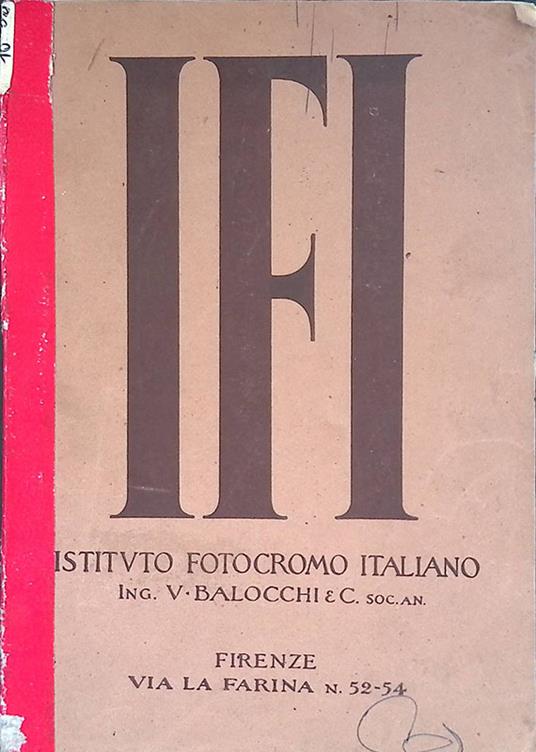 IFI
ISTITVTO FOTOCROMO ITALIANO
ING. V. BALOCCHI & C. SOC. AN.
FIRENZE
VIA LA FARINA N. 52-54